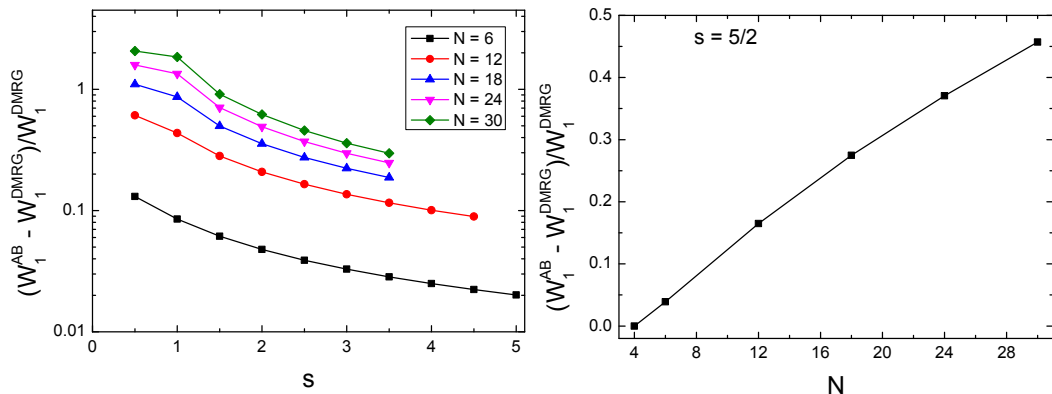 (W₁ᴬᴮ - W₁ᴰᴹᴿᴳ)/W₁ᴰᴹᴿᴳ
1
0.1
0.01
0 1 2 3 4 5
s
N = 6
N = 12
N = 18
N = 24
N = 30
(W₁ᴬᴮ - W₁ᴰᴹᴿᴳ)/W₁ᴰᴹᴿᴳ
0.5
0.4
0.3
0.2
0.1
0.0
4 8 12 16 20 24 28
N
s = 5/2